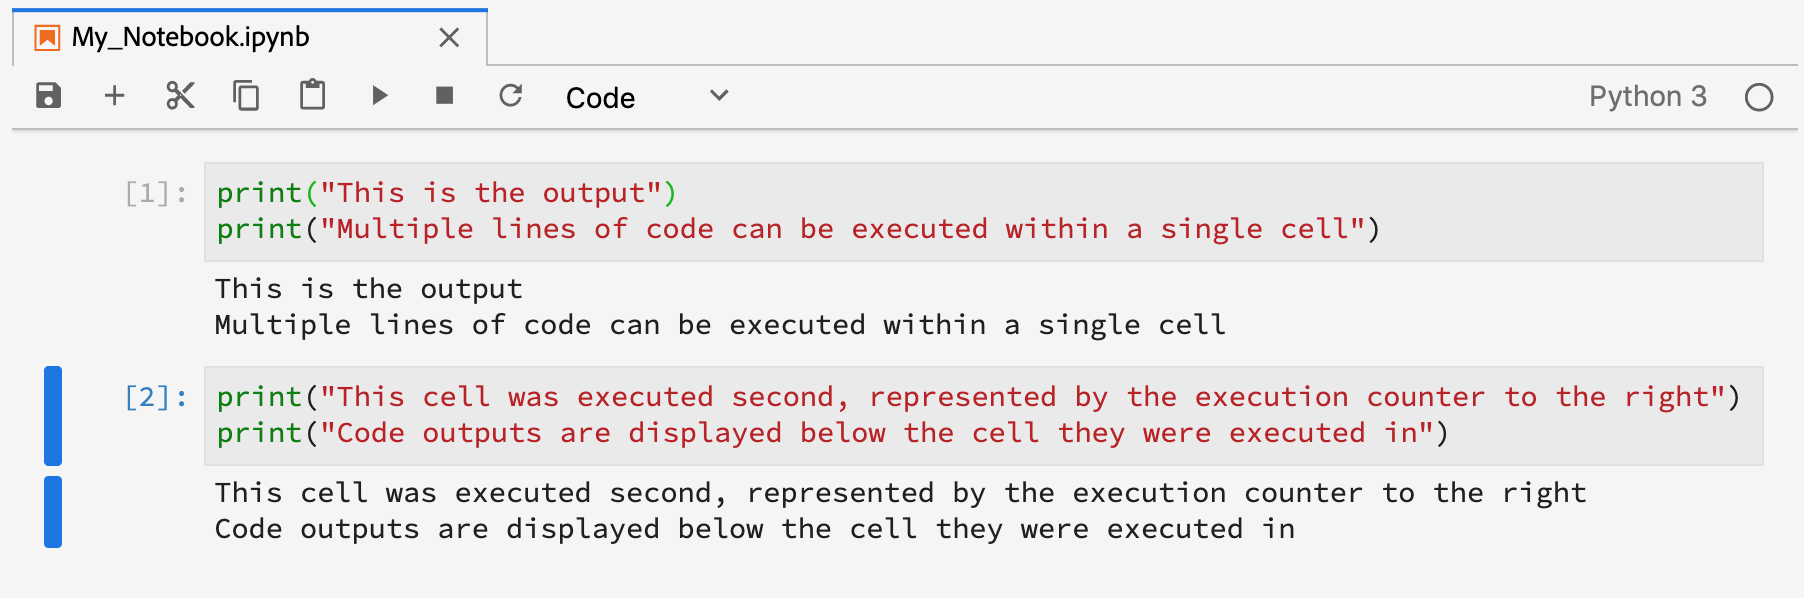 My_Notebook.ipynb
Code
Python 3
[1]:
print("This is the output")
print("Multiple lines of code can be executed within a single cell")
This is the output
Multiple lines of code can be executed within a single cell
[2]:
print("This cell was executed second, represented by the execution counter to the right")
print("Code outputs are displayed below the cell they were executed in")
This cell was executed second, represented by the execution counter to the right
Code outputs are displayed below the cell they were executed in